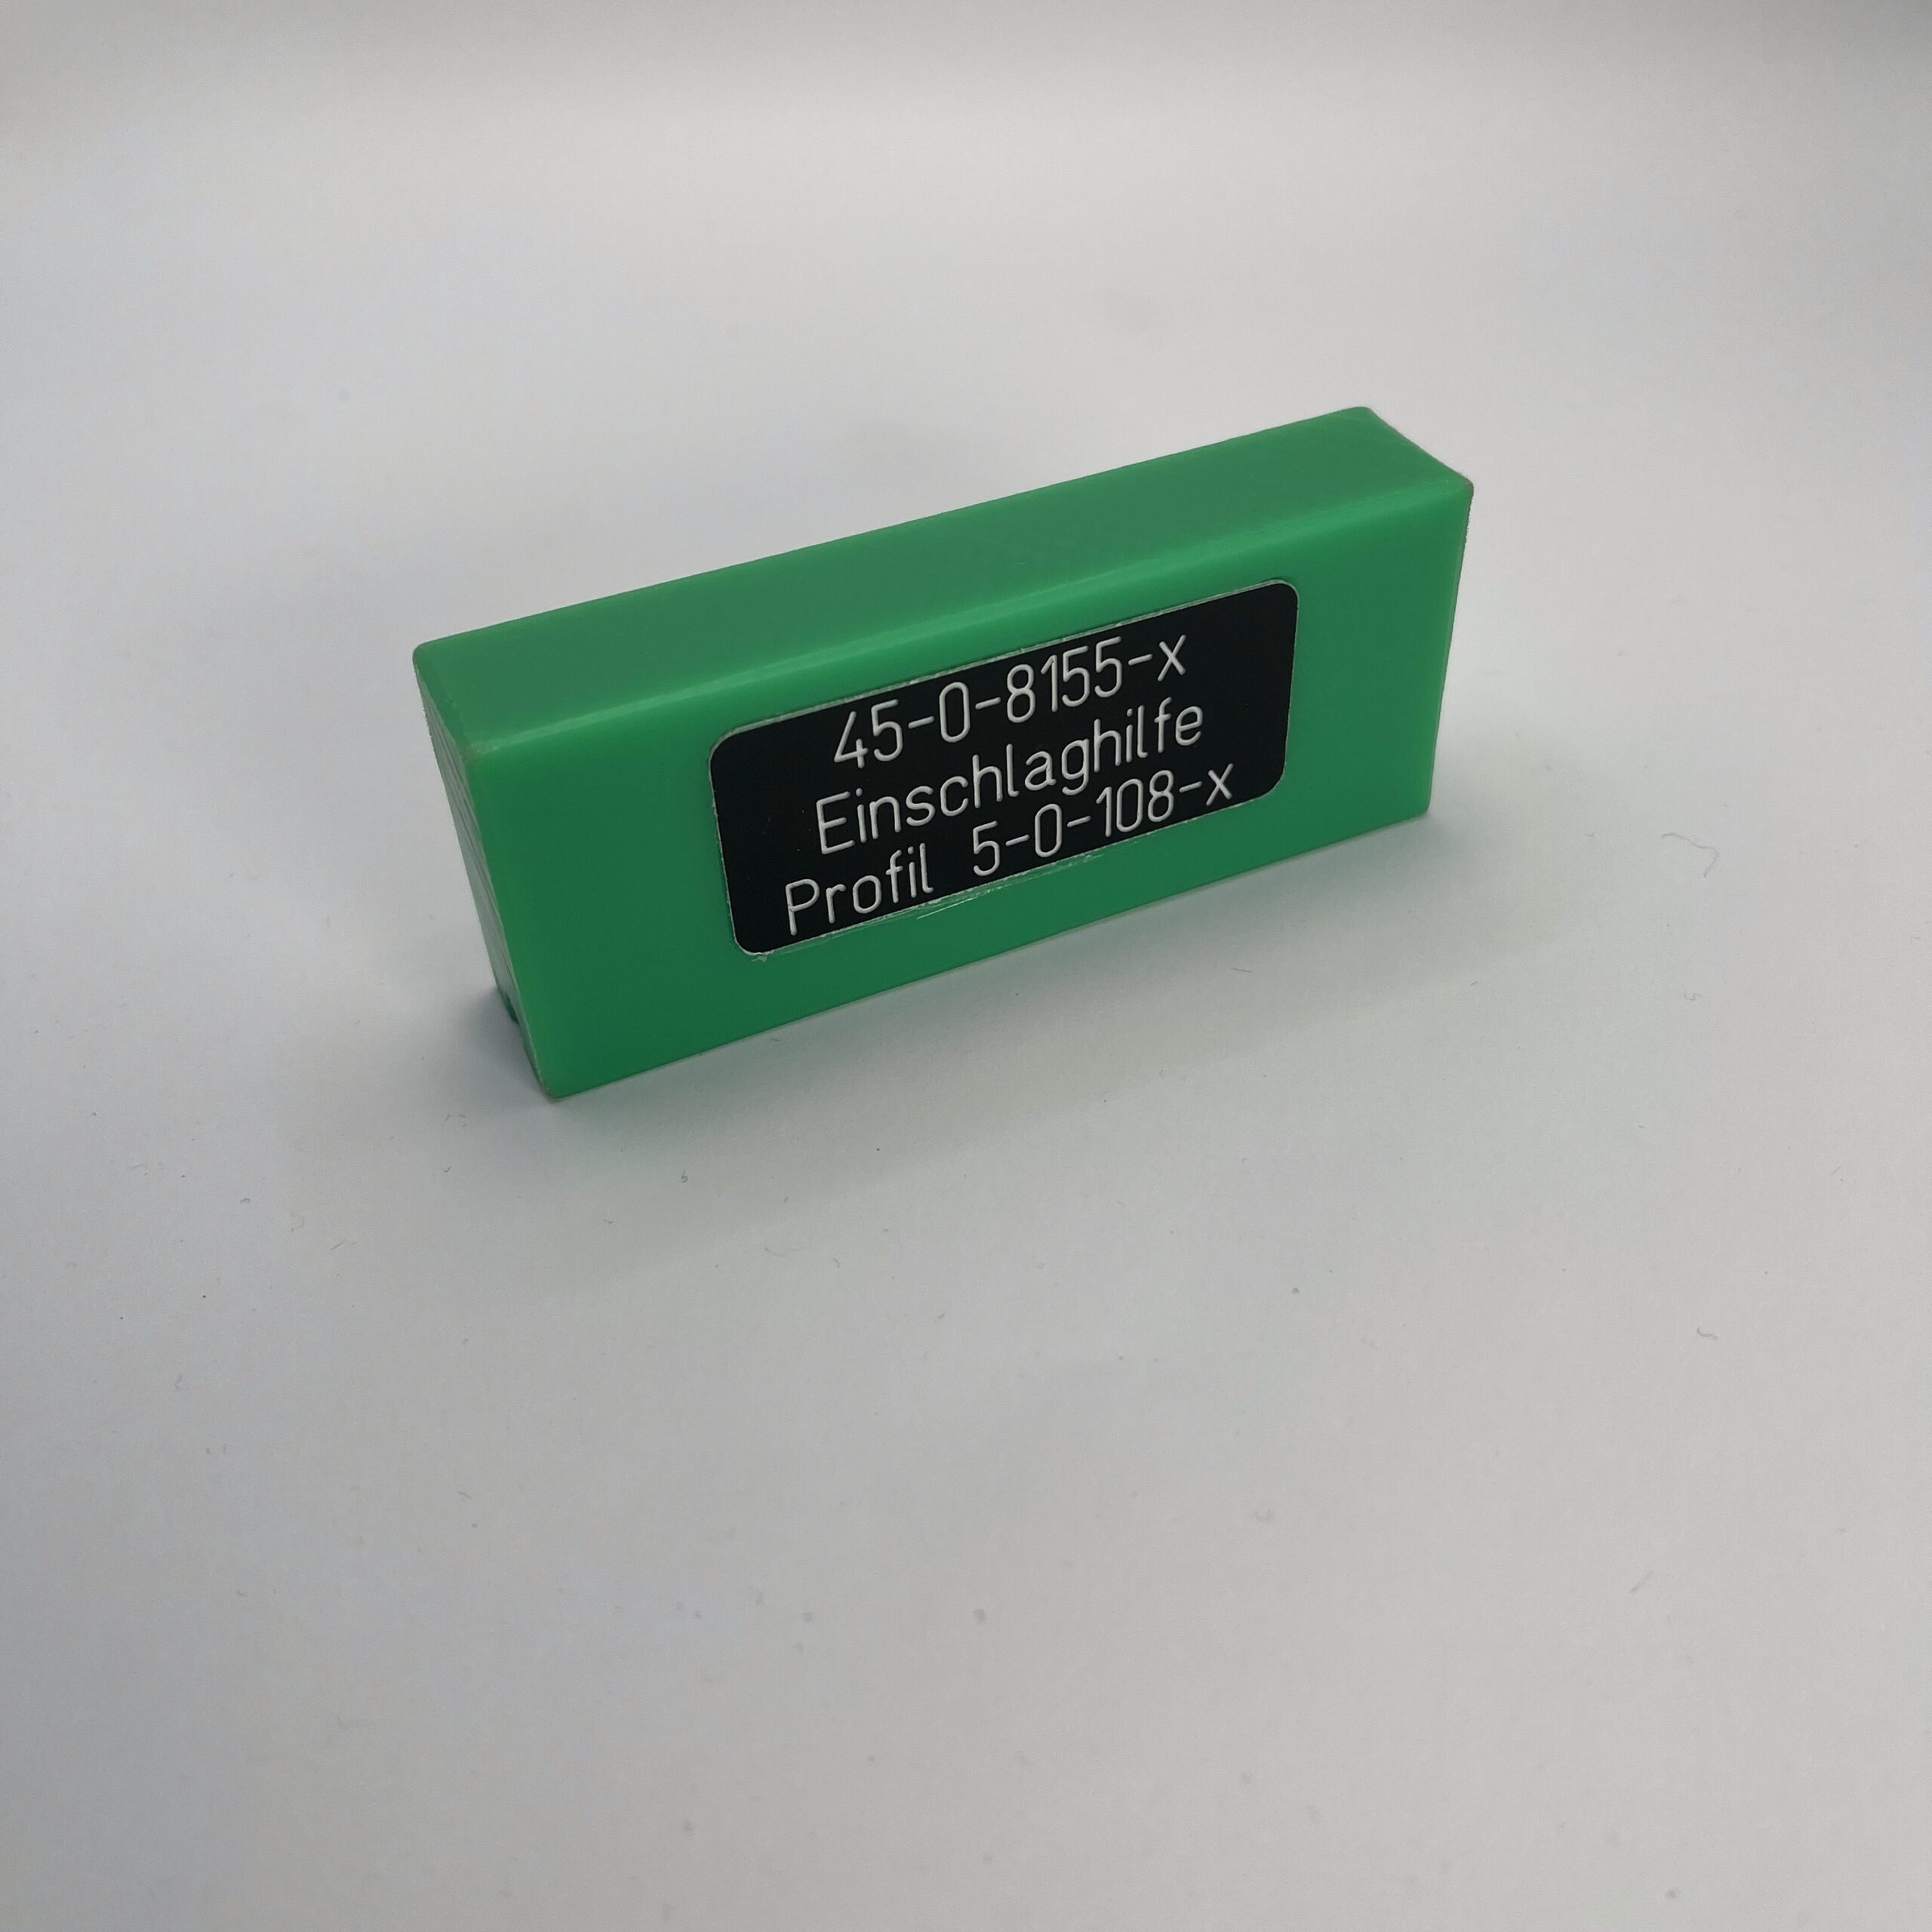 45-0-8155-x
Einschlaghilfe
Profil 5-0-108-x